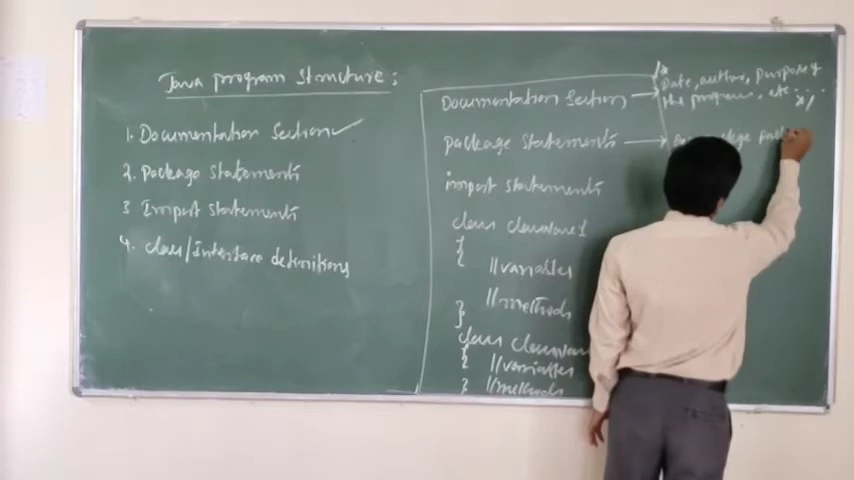 Java program structure:
1. Documentation Section
2. Package statements
3 Import statements
4. class/Interface definitions
Documentation Section
/*
Date, author, purpose of
the program, etc....
*/
package statements
import statements
class classname1
{
//variables
//methods
}
class classname
{
//variables
} //methods